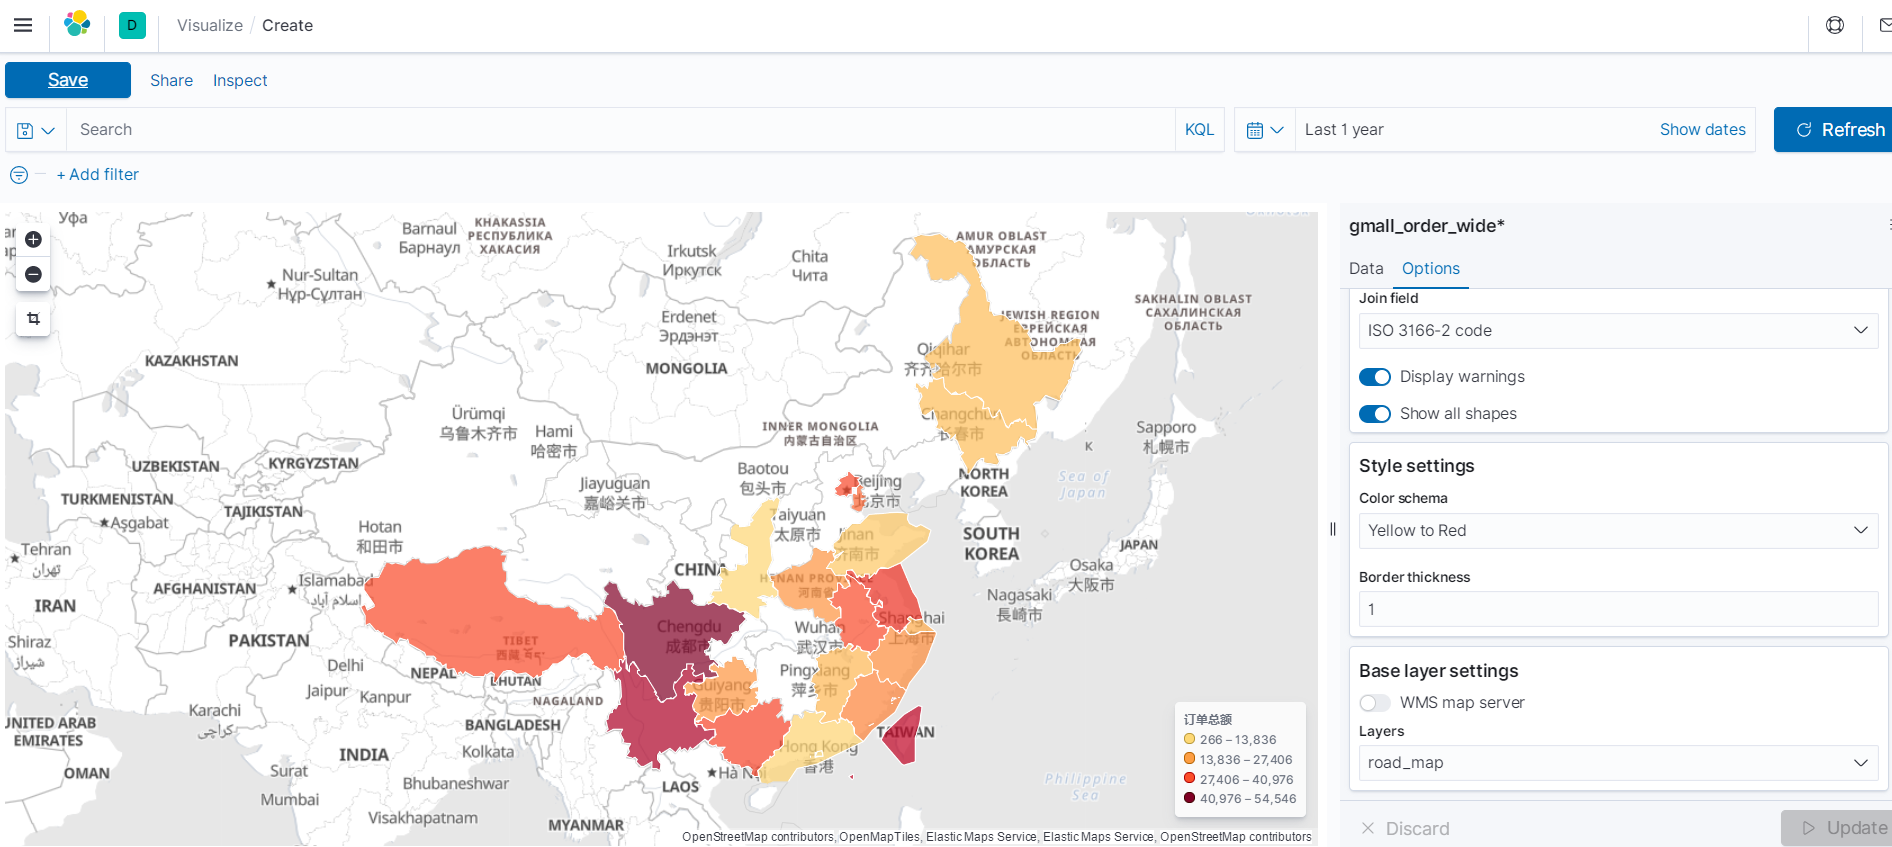 D
Visualize / Create
Save
Share
Inspect
Search
KQL
Last 1 year
Show dates
Refresh
+ Add filter
Уфа
Barnaul
Барнаул
KHAKASSIA
РЕСПУБЛИКА
ХАКАСИЯ
Irkutsk
Иркутск
Chita
Чита
AMUR OBLAST
АМУРСКАЯ
ОБЛАСТЬ
Nur-Sultan
Нұр-Сұлтан
Erdenet
Эрдэнэт
JEWISH REGION
ЕВРЕЙСКАЯ
АВТОНОМНАЯ
ОБЛАСТЬ
SAKHALIN OBLAST
САХАЛИНСКАЯ
ОБЛАСТЬ
KAZAKHSTAN
MONGOLIA
Qiqihar
齐齐哈尔市
Ürümqi
乌鲁木齐市
Hami
哈密市
INNER MONGOLIA
内蒙古自治区
长春市
K
Sapporo
札幌市
UZBEKISTAN
KYRGYZSTAN
Baotou
包头市
Jiayuguan
嘉峪关市
Beijing
北京市
NORTH
KOREA
Sea of
Japan
TURKMENISTAN
TAJIKISTAN
Aşgabat
Hotan
和田市
Taiyuan
太原市
Jinan
济南市
SOUTH
KOREA
JAPAN
Tehran
تهران
CHINA
HENAN PROVINCE
河南省
Osaka
大阪市
AFGHANISTAN
Islamabad
اسلام آباد
IRAN
Nagasaki
長崎市
Shanghai
上海市
Chengdu
成都市
Wuhan
武汉市
Shiraz
شیراز
PAKISTAN
TIBET
西藏
Delhi
NEPAL
BHUTAN
Pingxiang
萍乡市
Guiyang
贵阳市
Jaipur
Kanpur
NAGALAND
Karachi
کراچی
UNITED ARAB
EMIRATES
BANGLADESH
TAIWAN
INDIA
Kolkata
Hong Kong
香港
OMAN
Surat
Mumbai
Bhubaneswar
LAOS
Philippine
Sea
Visakhapatnam
MYANMAR
订单总额
266 – 13,836
13,836 – 27,406
27,406 – 40,976
40,976 – 54,546
OpenStreetMap contributors, OpenMapTiles, Elastic Maps Service, Elastic Maps Service, OpenStreetMap contributors
gmall_order_wide*
Data
Options
Join field
ISO 3166-2 code
Display warnings
Show all shapes
Style settings
Color schema
Yellow to Red
Border thickness
1
Base layer settings
WMS map server
Layers
road_map
Discard
Update